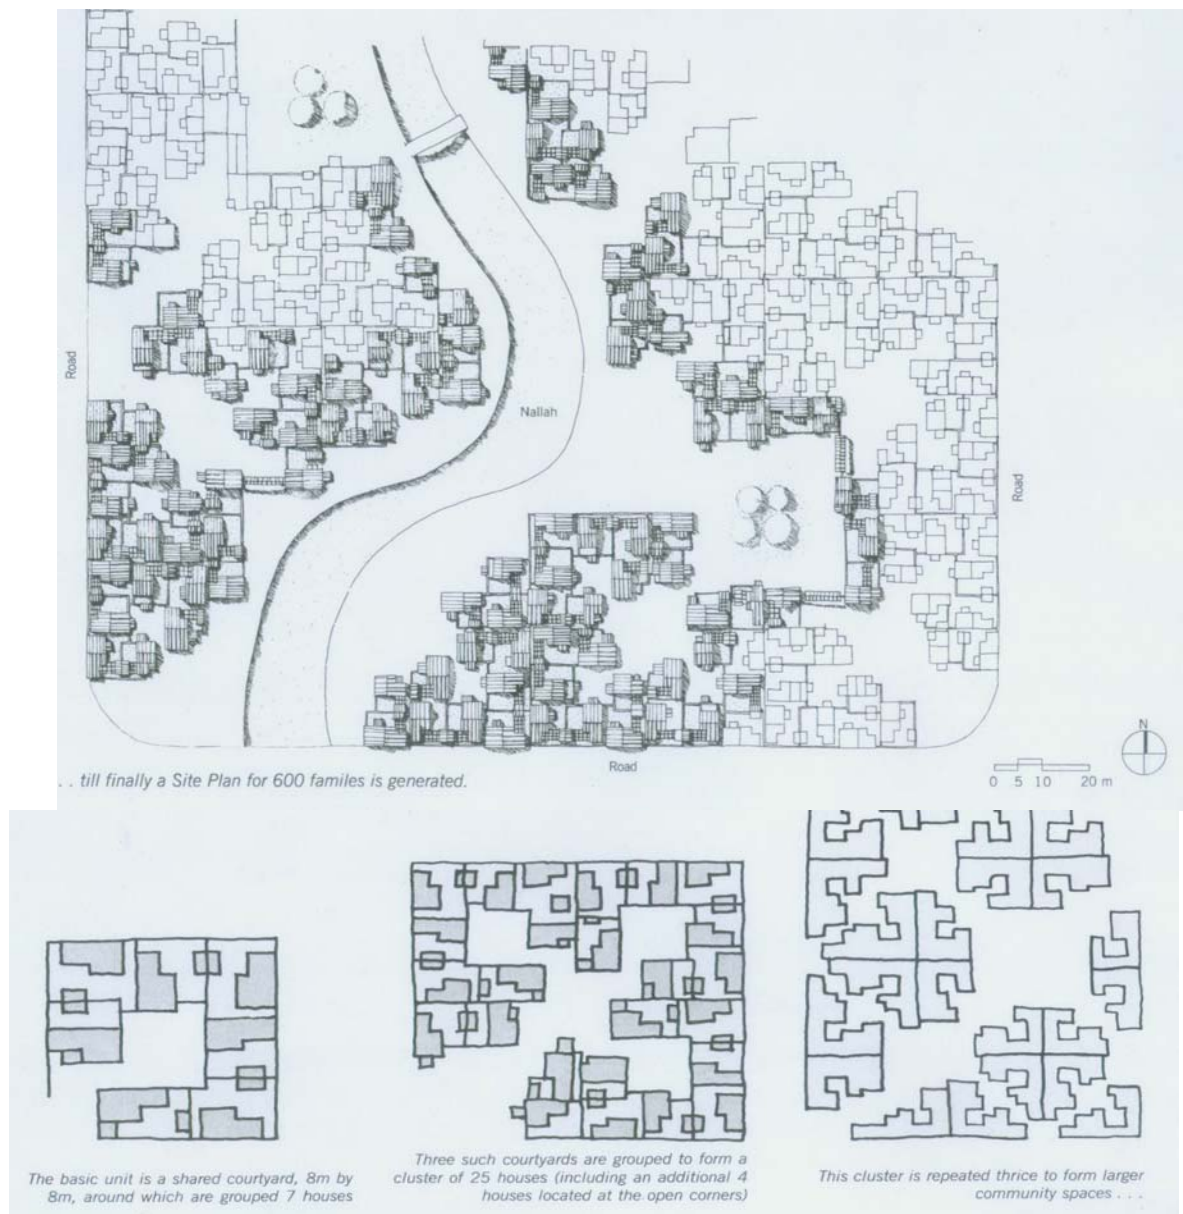 Road
Nallah
Road
N
Road
0 5 10 20 m
. . till finally a Site Plan for 600 familes is generated.
The basic unit is a shared courtyard, 8m by
8m, around which are grouped 7 houses
Three such courtyards are grouped to form a
cluster of 25 houses (including an additional 4
houses located at the open corners)
This cluster is repeated thrice to form larger
community spaces . . .